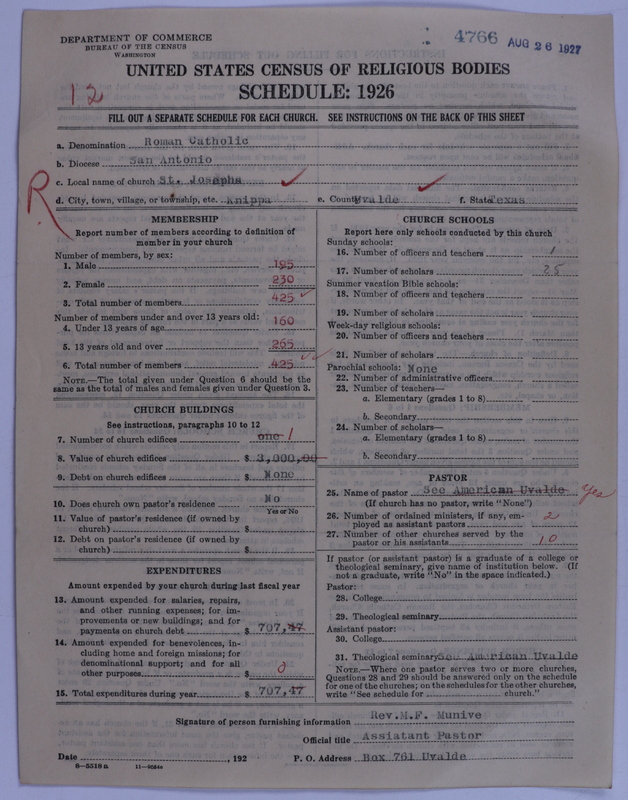 DEPARTMENT OF COMMERCE
BUREAU OF THE CENSUS
WASHINGTON
4766 AUG 26 1927
UNITED STATES CENSUS OF RELIGIOUS BODIES
SCHEDULE: 1926
12
FILL OUT A SEPARATE SCHEDULE FOR EACH CHURCH. SEE INSTRUCTIONS ON THE BACK OF THIS SHEET
a. Denomination Roman Catholic
b. Diocese San Antonio
c. Local name of church St. Josephs
R
d. City, town, village, or township, etc. Knippa e. County Uvalde f. State Texas
MEMBERSHIP
Report number of members according to definition of
member in your church
Number of members, by sex:
1. Male 195
2. Female 230
3. Total number of members 425
Number of members under and over 13 years old:
4. Under 13 years of age 160
5. 13 years old and over 265
6. Total number of members 425
NOTE.—The total given under Question 6 should be the
same as the total of males and females given under Question 3.
CHURCH BUILDINGS
See instructions, paragraphs 10 to 12
7. Number of church edifices one 1
8. Value of church edifices $ 3,000,00
9. Debt on church edifices $ None
10. Does church own pastor's residence No
Yes or No
11. Value of pastor's residence (if owned by
church) $
12. Debt on pastor's residence (if owned by
church) $
EXPENDITURES
Amount expended by your church during last fiscal year
13. Amount expended for salaries, repairs,
and other running expenses; for im-
provements or new buildings; and for
payments on church debt $ 707,47
14. Amount expended for benevolences, in-
cluding home and foreign missions; for
denominational support; and for all
other purposes $ 0
15. Total expenditures during year $ 707,47
CHURCH SCHOOLS
Report here only schools conducted by this church
Sunday schools:
16. Number of officers and teachers 1
17. Number of scholars 25
Summer vacation Bible schools:
18. Number of officers and teachers
19. Number of scholars
Week-day religious schools:
20. Number of officers and teachers
21. Number of scholars
Parochial schools: None
22. Number of administrative officers
23. Number of teachers—
a. Elementary (grades 1 to 8)
b. Secondary
24. Number of scholars—
a. Elementary (grades 1 to 8)
b. Secondary
PASTOR
25. Name of pastor See American Uvalde Yes
(If church has no pastor, write "None")
26. Number of ordained ministers, if any, em-
ployed as assistant pastors 2
27. Number of other churches served by the
pastor or his assistants 10
If pastor (or assistant pastor) is a graduate of a college or
theological seminary, give name of institution below. (If
not a graduate, write "No" in the space indicated.)
Pastor:
28. College
29. Theological seminary
Assistant pastor:
30. College
31. Theological seminary See American Uvalde
NOTE.—Where one pastor serves two or more churches,
Questions 28 and 29 should be answered only on the schedule
for one of the churches; on the schedules for the other churches,
write "See schedule for church."
Signature of person furnishing information Rev.M.F. Munive
Official title Assiatant Pastor
Date , 192 P. O. Address Box 761 Uvalde
8—5518 a